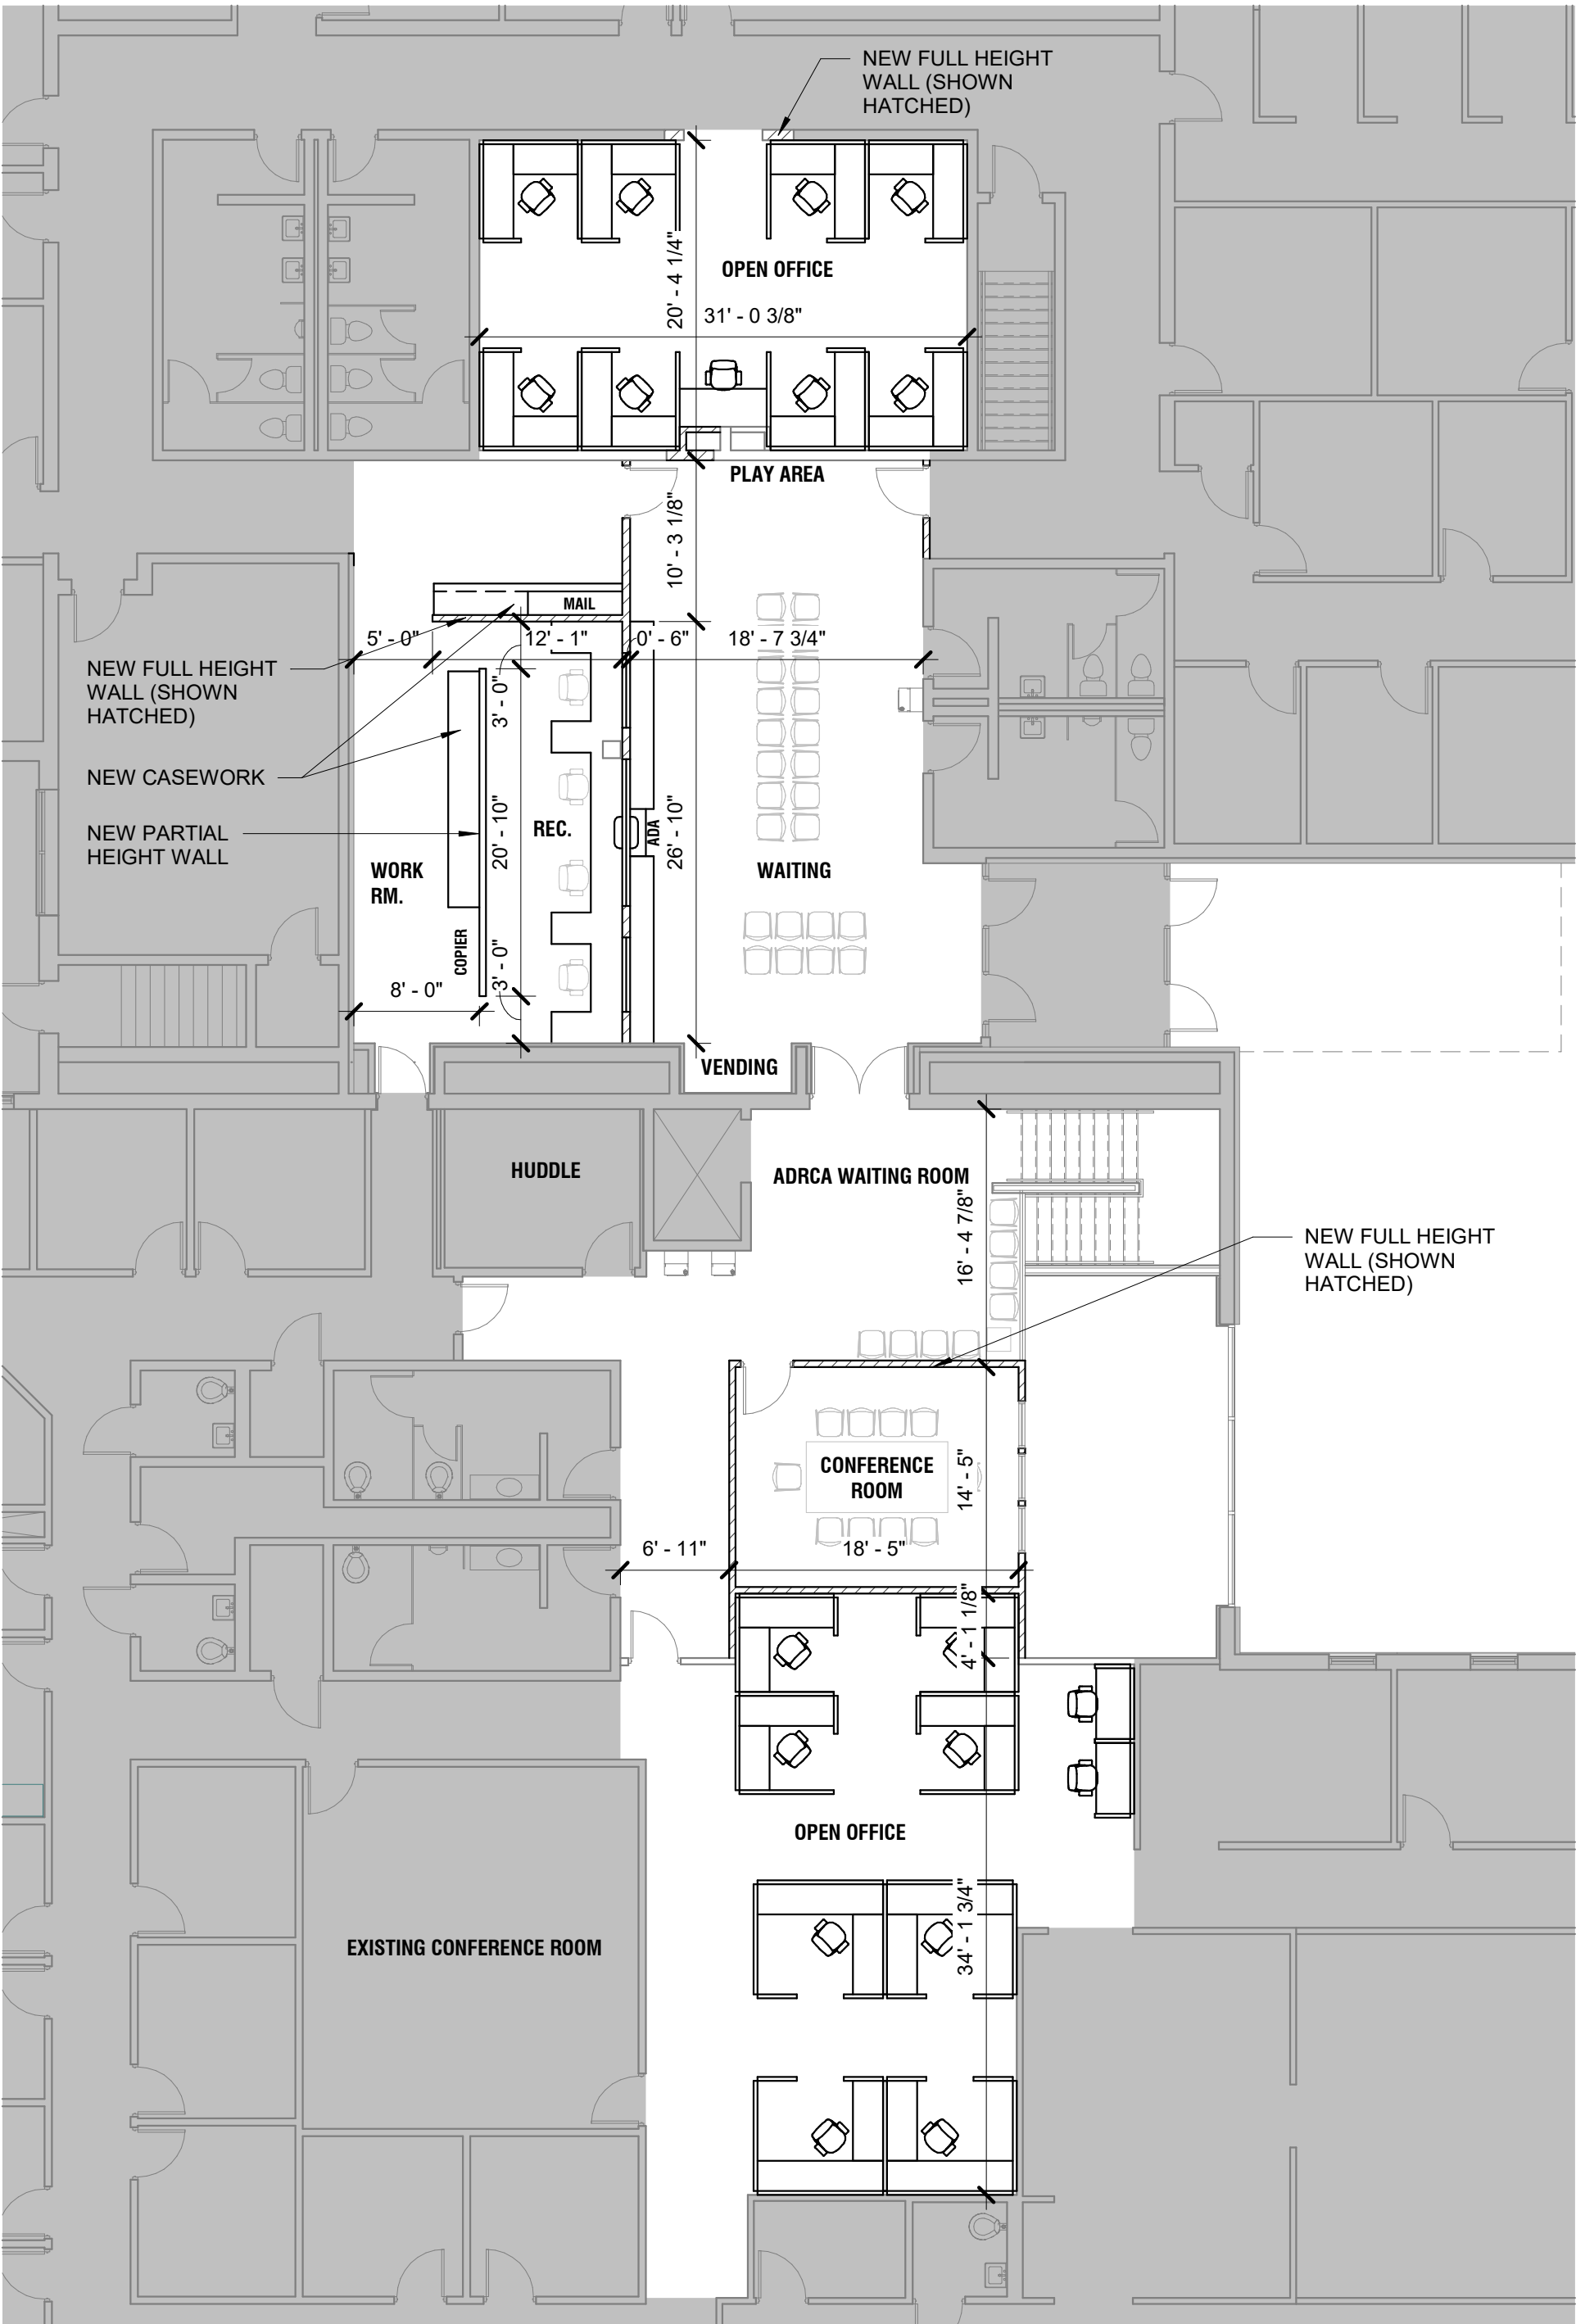 NEW FULL HEIGHT
WALL (SHOWN
HATCHED)
OPEN OFFICE
20' - 4 1/4"
31' - 0 3/8"
PLAY AREA
10' - 3 1/8"
MAIL
5' - 0"
12' - 1"
0' - 6"
18' - 7 3/4"
NEW FULL HEIGHT
WALL (SHOWN
HATCHED)
3' - 0"
NEW CASEWORK
NEW PARTIAL
HEIGHT WALL
20' - 10"
REC.
ADA
26' - 10"
WORK
RM.
WAITING
COPIER
3' - 0"
8' - 0"
VENDING
HUDDLE
ADRCA WAITING ROOM
16' - 4 7/8"
NEW FULL HEIGHT
WALL (SHOWN
HATCHED)
CONFERENCE
ROOM
14' - 5"
6' - 11"
18' - 5"
4' - 1 1/8"
OPEN OFFICE
34' - 1 3/4"
EXISTING CONFERENCE ROOM